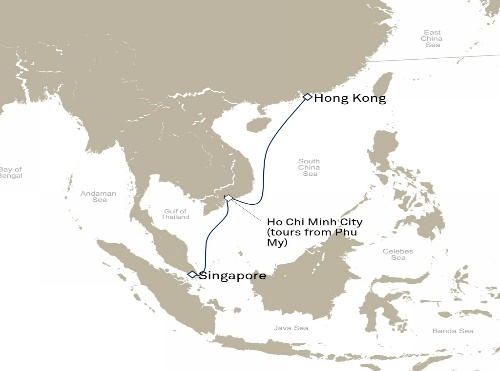 East
China
Sea
Hong Kong
Bay of
Bengal
South
China
Sea
Andaman
Sea
Gulf of
Thailand
Ho Chi Minh City
(tours from Phu
My)
Celebes
Sea
Singapore
Java Sea
Banda Sea